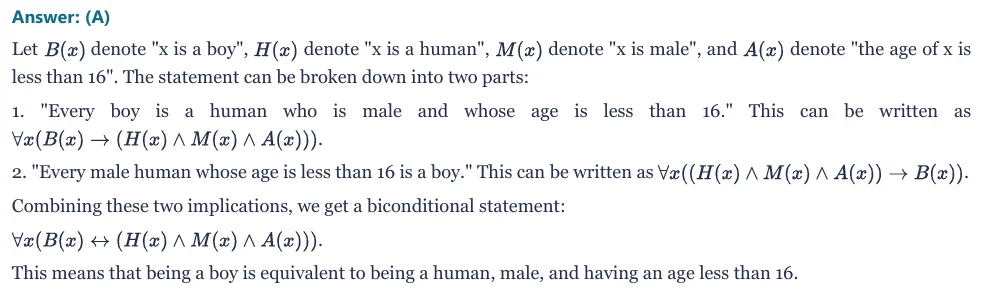 Answer: (A)
Let B(x) denote "x is a boy", H(x) denote "x is a human", M(x) denote "x is male", and A(x) denote "the age of x is
less than 16". The statement can be broken down into two parts:
1. "Every boy is a human who is male and whose age is less than 16." This can be written as
∀x(B(x) → (H(x) ∧ M(x) ∧ A(x))).
2. "Every male human whose age is less than 16 is a boy." This can be written as ∀x((H(x) ∧ M(x) ∧ A(x)) → B(x)).
Combining these two implications, we get a biconditional statement:
∀x(B(x) ↔ (H(x) ∧ M(x) ∧ A(x))).
This means that being a boy is equivalent to being a human, male, and having an age less than 16.